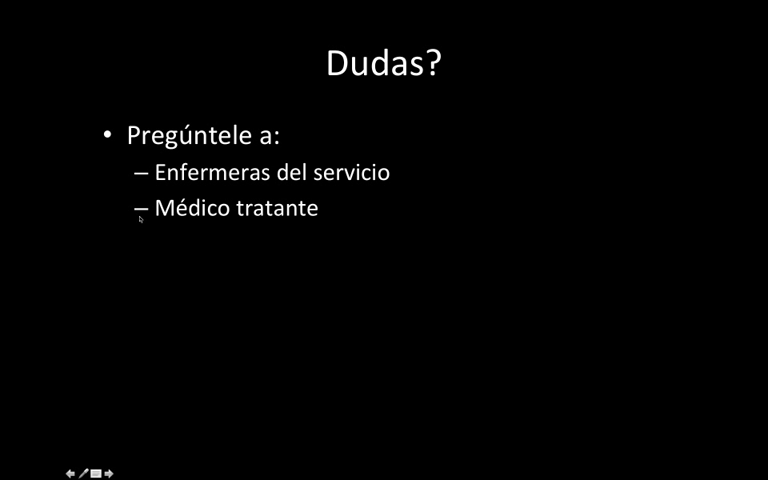 Dudas?
• Pregúntele a:
– Enfermeras del servicio
– Médico tratante